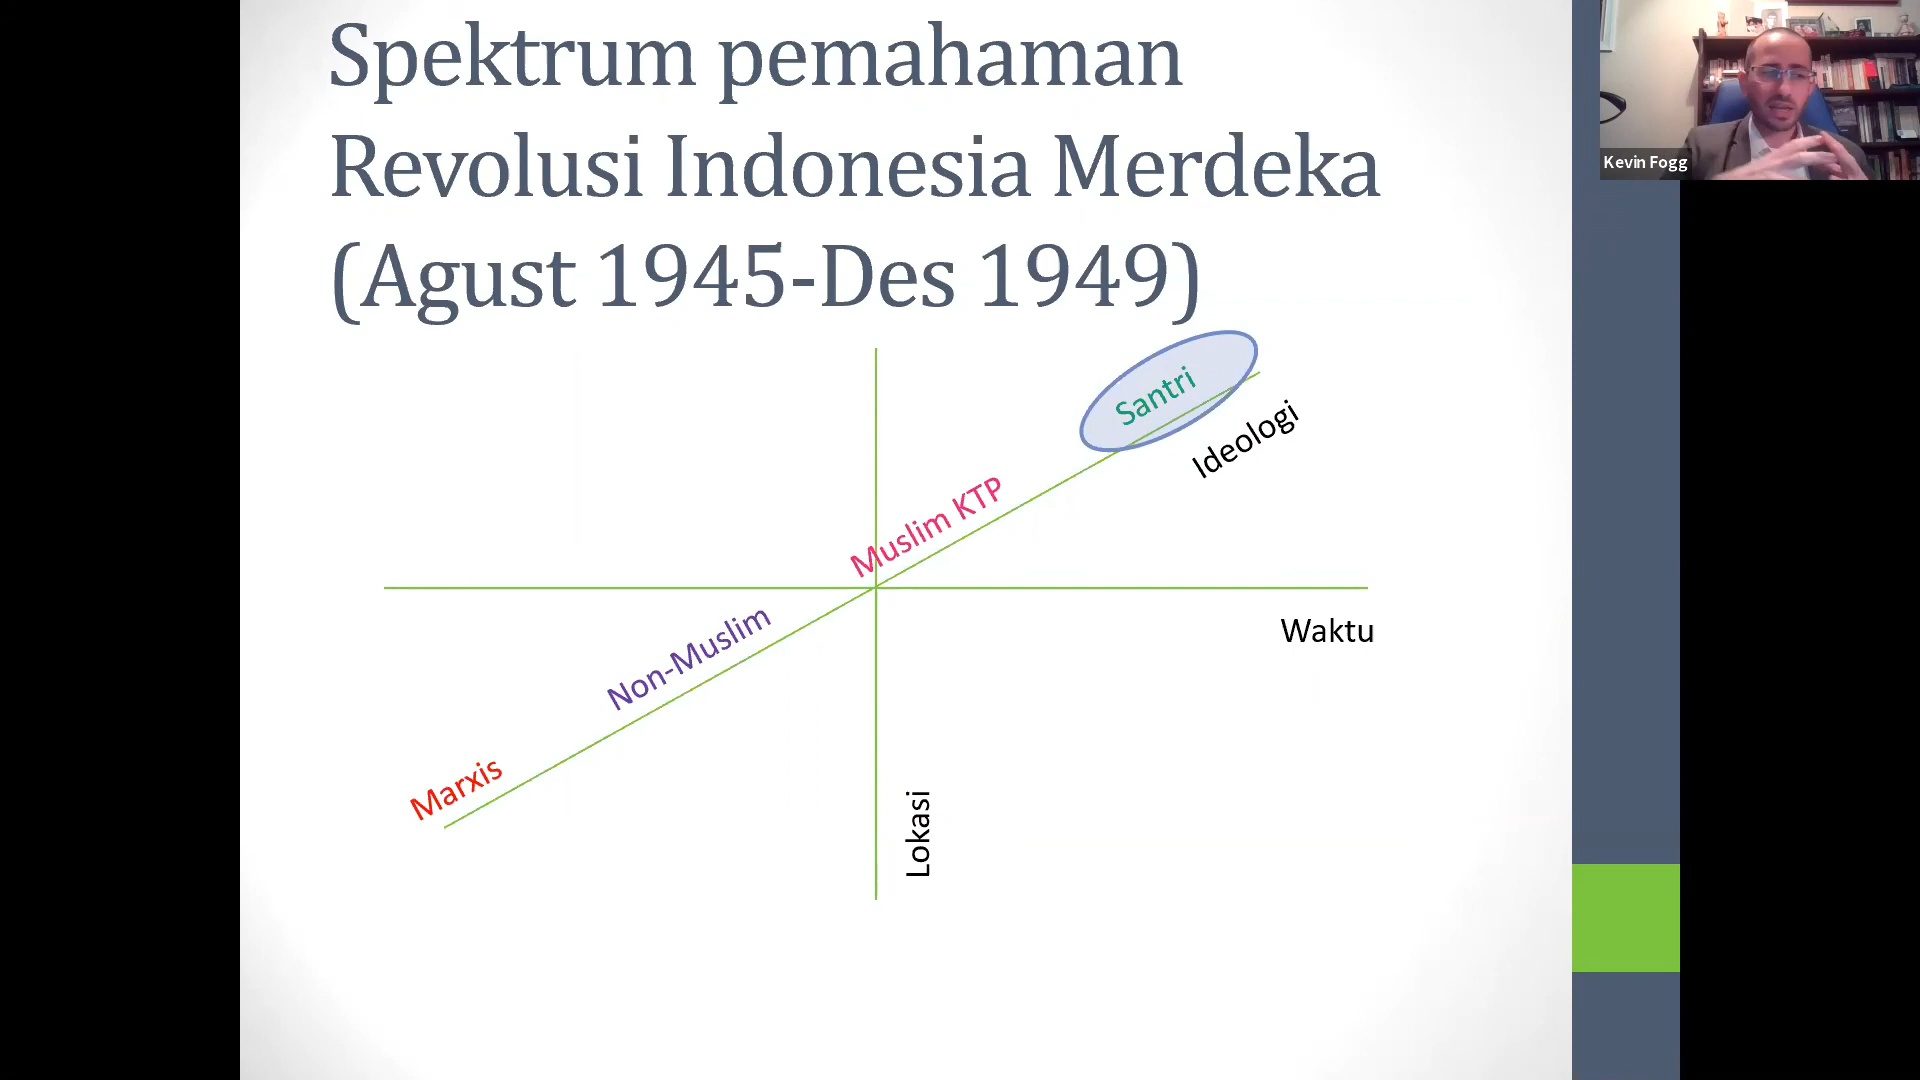 Spektrum pemahaman
Revolusi Indonesia Merdeka
(Agust 1945-Des 1949)
Kevin Fogg
Santri
Ideologi
Muslim KTP
Waktu
Non-Muslim
Marxis
Lokasi